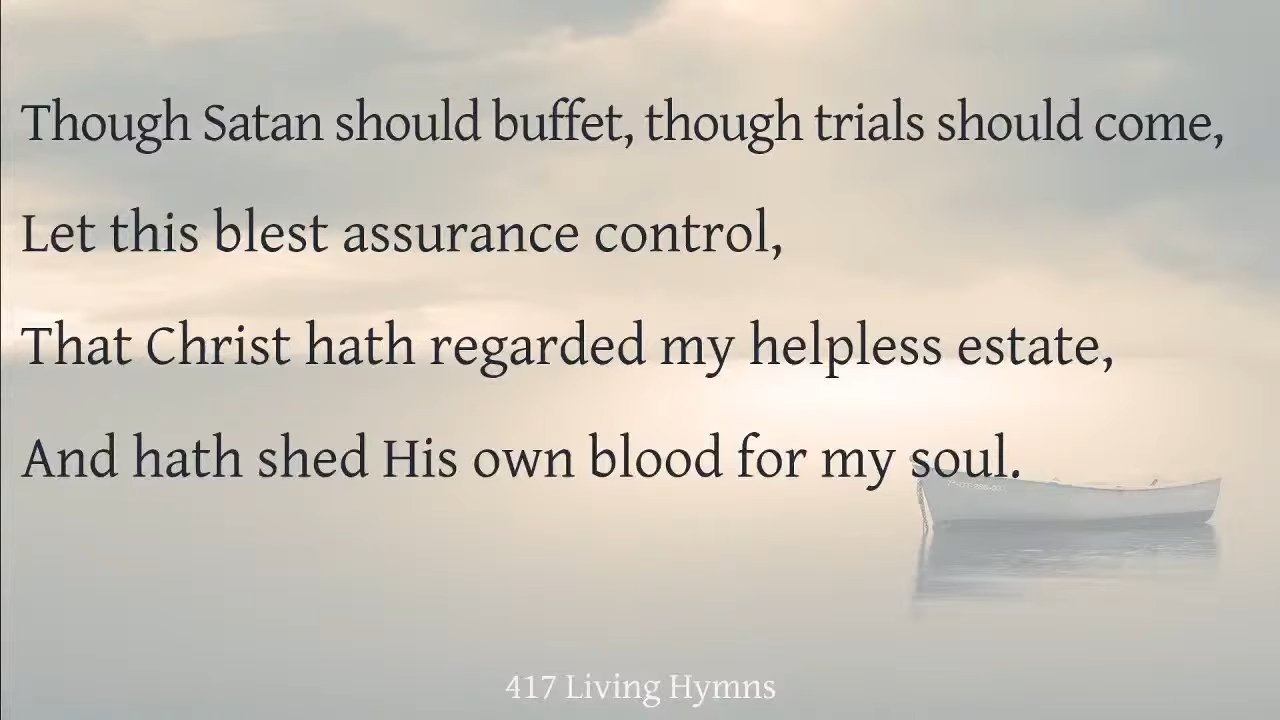 Though Satan should buffet, though trials should come,
Let this blest assurance control,
That Christ hath regarded my helpless estate,
And hath shed His own blood for my soul.
417 Living Hymns